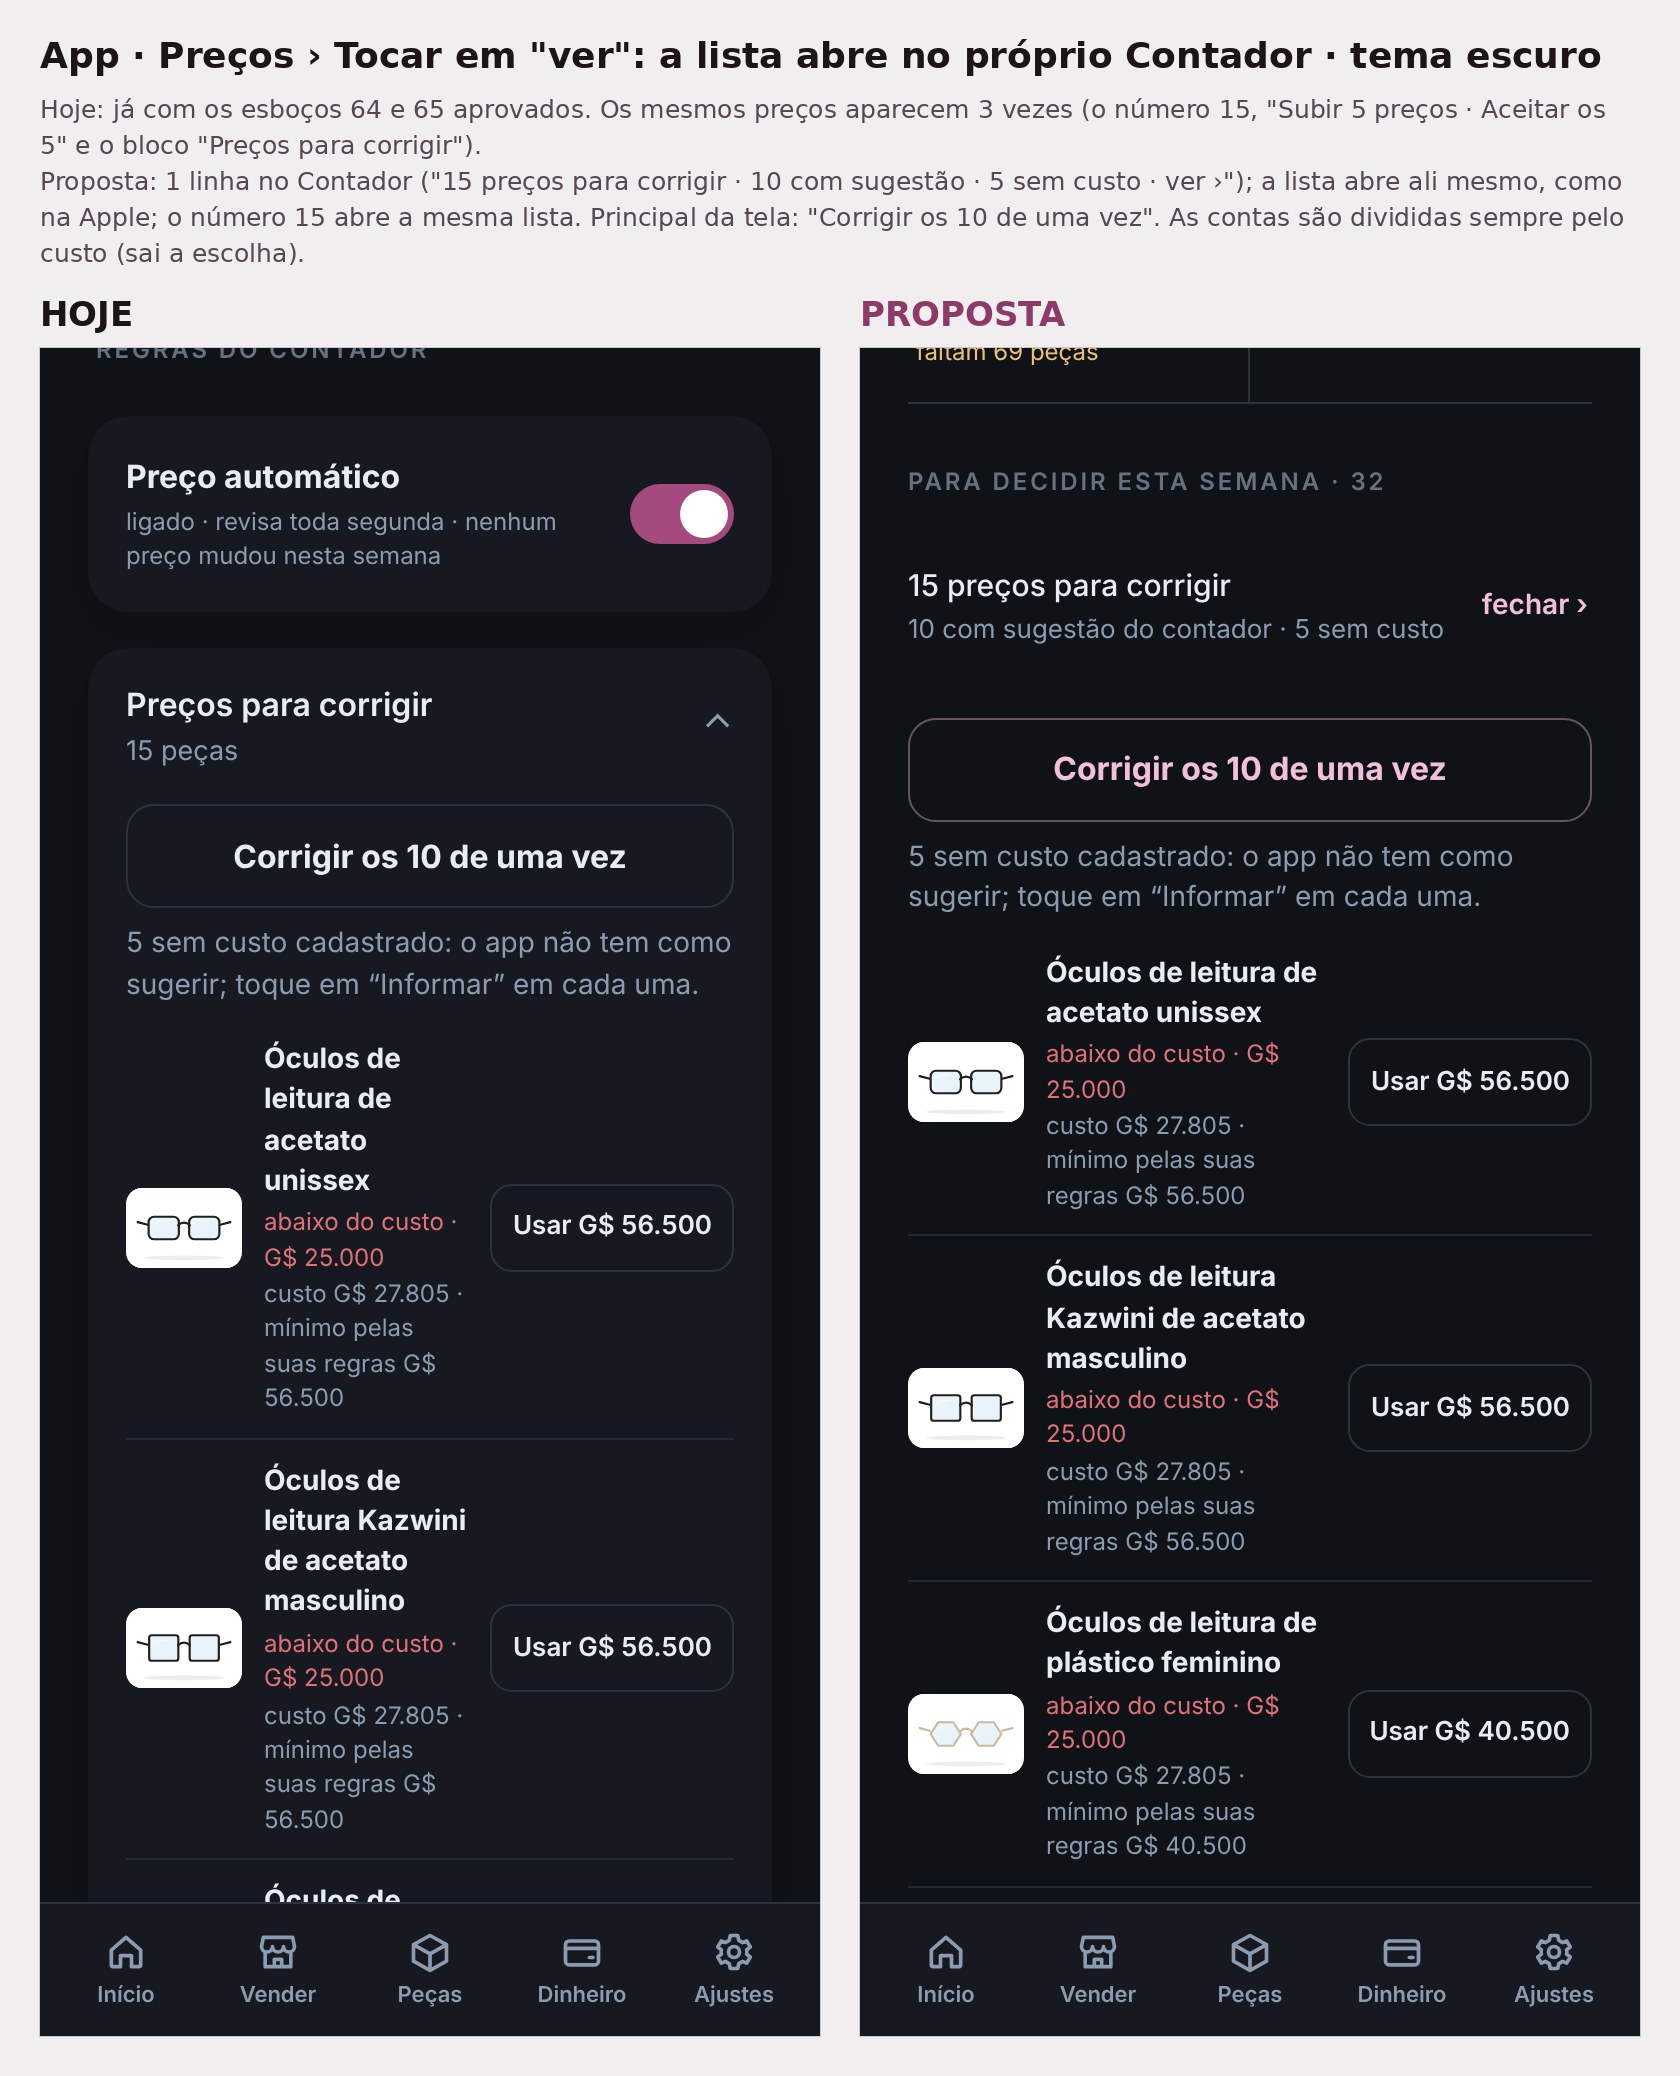 App · Preços › Tocar em "ver": a lista abre no próprio Contador · tema escuro
Hoje: já com os esboços 64 e 65 aprovados. Os mesmos preços aparecem 3 vezes (o número 15, "Subir 5 preços · Aceitar os
5" e o bloco "Preços para corrigir").
Proposta: 1 linha no Contador ("15 preços para corrigir · 10 com sugestão · 5 sem custo · ver ›"); a lista abre ali mesmo, como
na Apple; o número 15 abre a mesma lista. Principal da tela: "Corrigir os 10 de uma vez". As contas são divididas sempre pelo
custo (sai a escolha).
HOJE
REGRAS DO CONTADOR
Preço automático
ligado · revisa toda segunda · nenhum
preço mudou nesta semana
Preços para corrigir
15 peças
Corrigir os 10 de uma vez
5 sem custo cadastrado: o app não tem como
sugerir; toque em “Informar” em cada uma.
Óculos de
leitura de
acetato
unissex
abaixo do custo ·
G$ 25.000
custo G$ 27.805 ·
mínimo pelas
suas regras G$
56.500
Usar G$ 56.500
Óculos de
leitura Kazwini
de acetato
masculino
abaixo do custo ·
G$ 25.000
custo G$ 27.805 ·
mínimo pelas
suas regras G$
56.500
Usar G$ 56.500
Óculos de
Início
Vender
Peças
Dinheiro
Ajustes
PROPOSTA
faltam 69 peças
PARA DECIDIR ESTA SEMANA · 32
15 preços para corrigir
10 com sugestão do contador · 5 sem custo
fechar ›
Corrigir os 10 de uma vez
5 sem custo cadastrado: o app não tem como
sugerir; toque em “Informar” em cada uma.
Óculos de leitura de
acetato unissex
abaixo do custo · G$
25.000
custo G$ 27.805 ·
mínimo pelas suas
regras G$ 56.500
Usar G$ 56.500
Óculos de leitura
Kazwini de acetato
masculino
abaixo do custo · G$
25.000
custo G$ 27.805 ·
mínimo pelas suas
regras G$ 56.500
Usar G$ 56.500
Óculos de leitura de
plástico feminino
abaixo do custo · G$
25.000
custo G$ 27.805 ·
mínimo pelas suas
regras G$ 40.500
Usar G$ 40.500
Início
Vender
Peças
Dinheiro
Ajustes